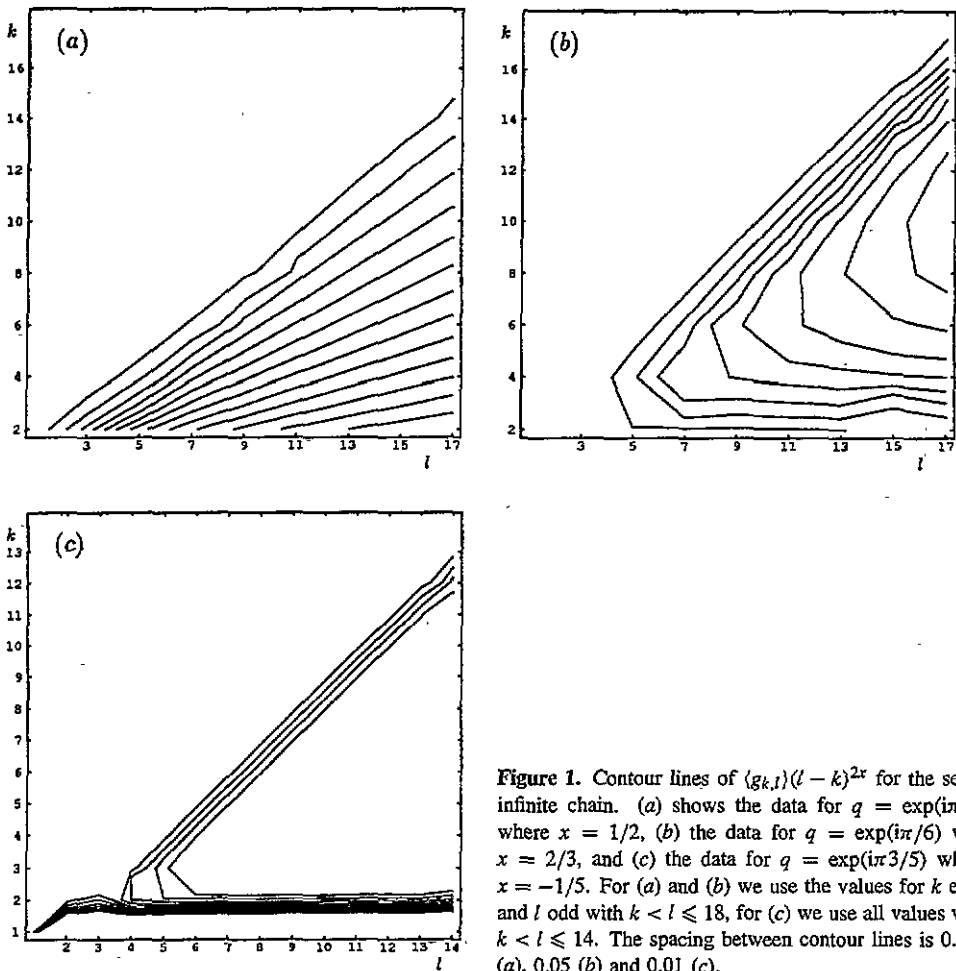 k
(a)
16
14
12
10
8
6
4
2
3 5 7 9 11 13 15 17
l
k
(b)
16
14
12
10
8
6
4
2
3 5 7 9 11 13 15 17
l
k
(c)
13
12
11
10
9
8
7
6
5
4
3
2
1
2 3 4 5 6 7 8 9 10 11 12 13 14
l
Figure 1. Contour lines of ⟨g_{k,l}⟩(l − k)^{2x} for the
infinite chain. (a) shows the data for q =
where x = 1/2, (b) the data for q = exp(iπ/6)
x = 2/3, and (c) the data for q = exp(iπ3/5)
x = −1/5. For (a) and (b) we use the values for k
and l odd with k < l ⩽ 18, for (c) we use all values
k < l ⩽ 14. The spacing between contour lines is
(a), 0.05 (b) and 0.01 (c).